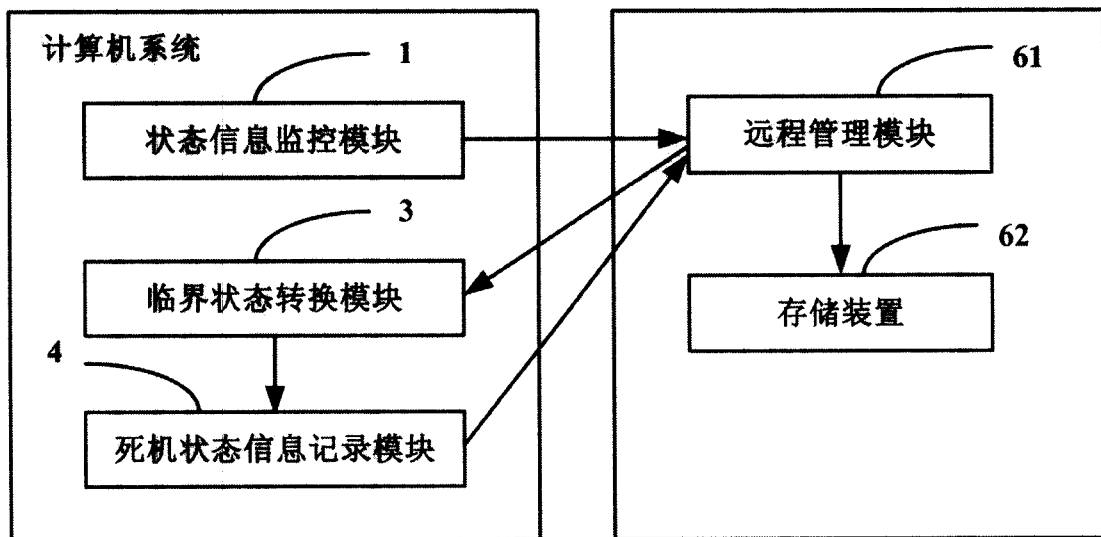 计算机系统
1
状态信息监控模块
3
临界状态转换模块
4
死机状态信息记录模块
61
远程管理模块
62
存储装置